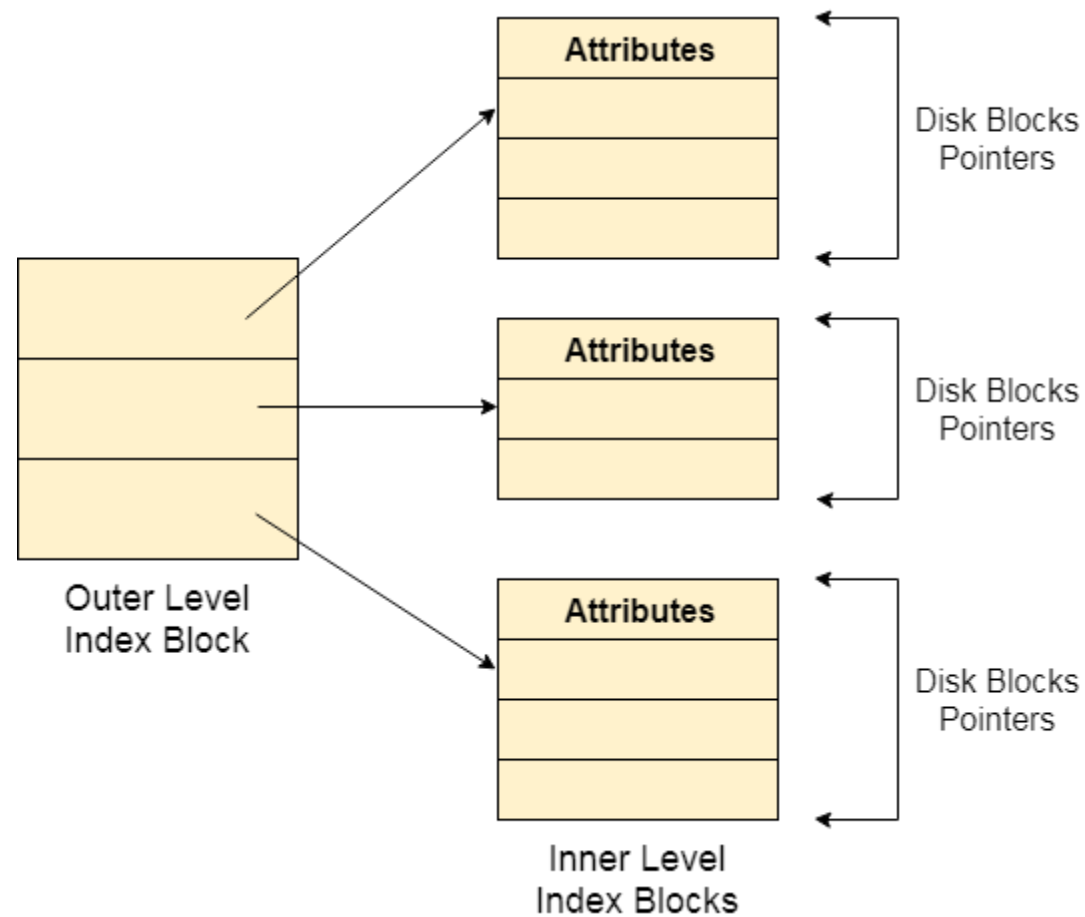 Attributes
Disk Blocks
Pointers
Attributes
Disk Blocks
Pointers
Outer Level
Index Block
Attributes
Disk Blocks
Pointers
Inner Level
Index Blocks